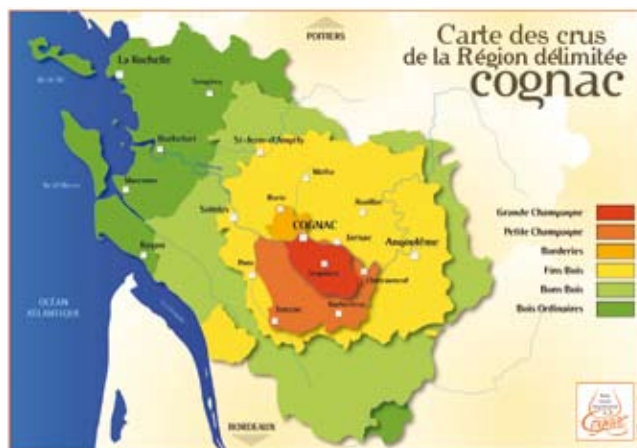 POITIERS
Carte des crus
de la Région délimitée
cognac
La Rochelle
Rochefort
St-Jean-d'Angély
Matha
Rouillac
Marennes
Saintes
Burie
COGNAC
Jarnac
Angoulême
Royan
Pons
Segonzac
Châteauneuf
Jonzac
Barbezieux
OCÉAN
ATLANTIQUE
BORDEAUX
Grande Champagne
Petite Champagne
Borderies
Fins Bois
Bons Bois
Bois Ordinaires